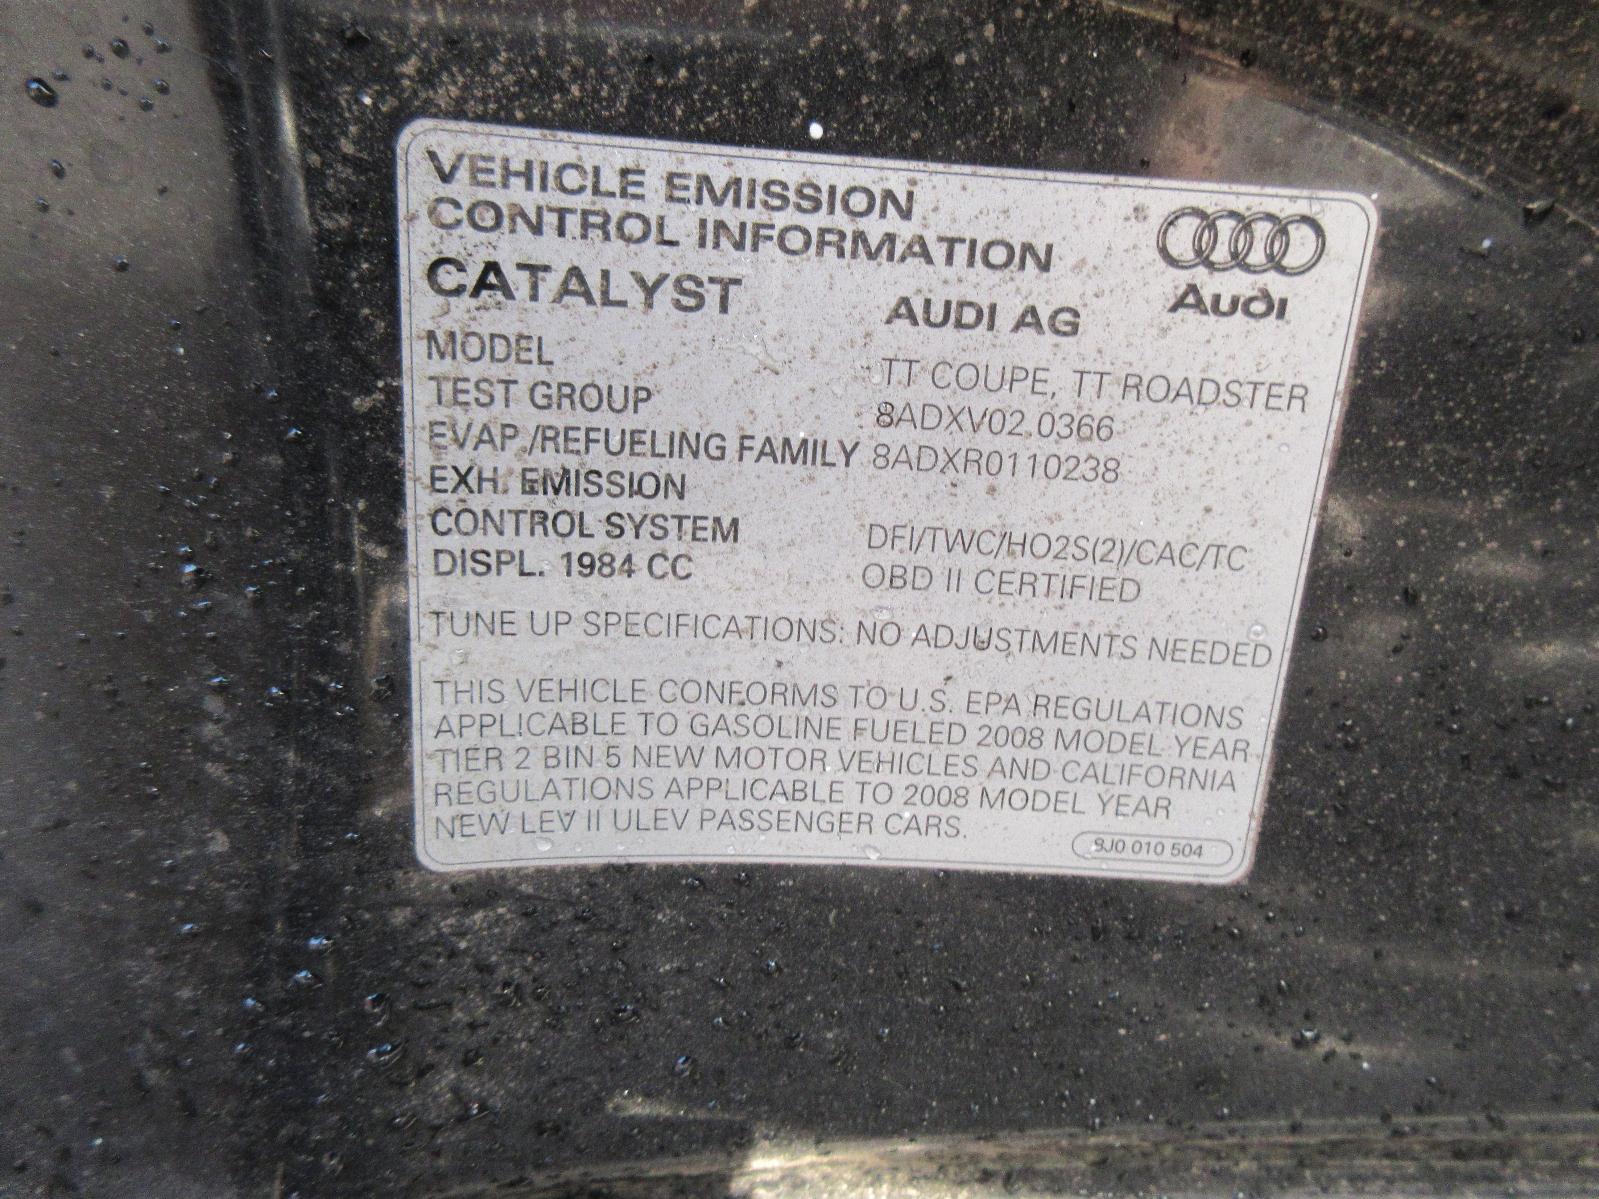 VEHICLE EMISSION
CONTROL INFORMATION
CATALYST
AUDI AG
Audi
MODEL TT COUPE, TT ROADSTER
TEST GROUP 8ADXV02.0366
EVAP./REFUELING FAMILY 8ADXR0110238
EXH. EMISSION
CONTROL SYSTEM DFI/TWC/HO2S(2)/CAC/TC
DISPL. 1984 CC OBD II CERTIFIED
TUNE UP SPECIFICATIONS: NO ADJUSTMENTS NEEDED
THIS VEHICLE CONFORMS TO U.S. EPA REGULATIONS
APPLICABLE TO GASOLINE FUELED 2008 MODEL YEAR
TIER 2 BIN 5 NEW MOTOR VEHICLES AND CALIFORNIA
REGULATIONS APPLICABLE TO 2008 MODEL YEAR
NEW LEV II ULEV PASSENGER CARS.
8J0 010 504